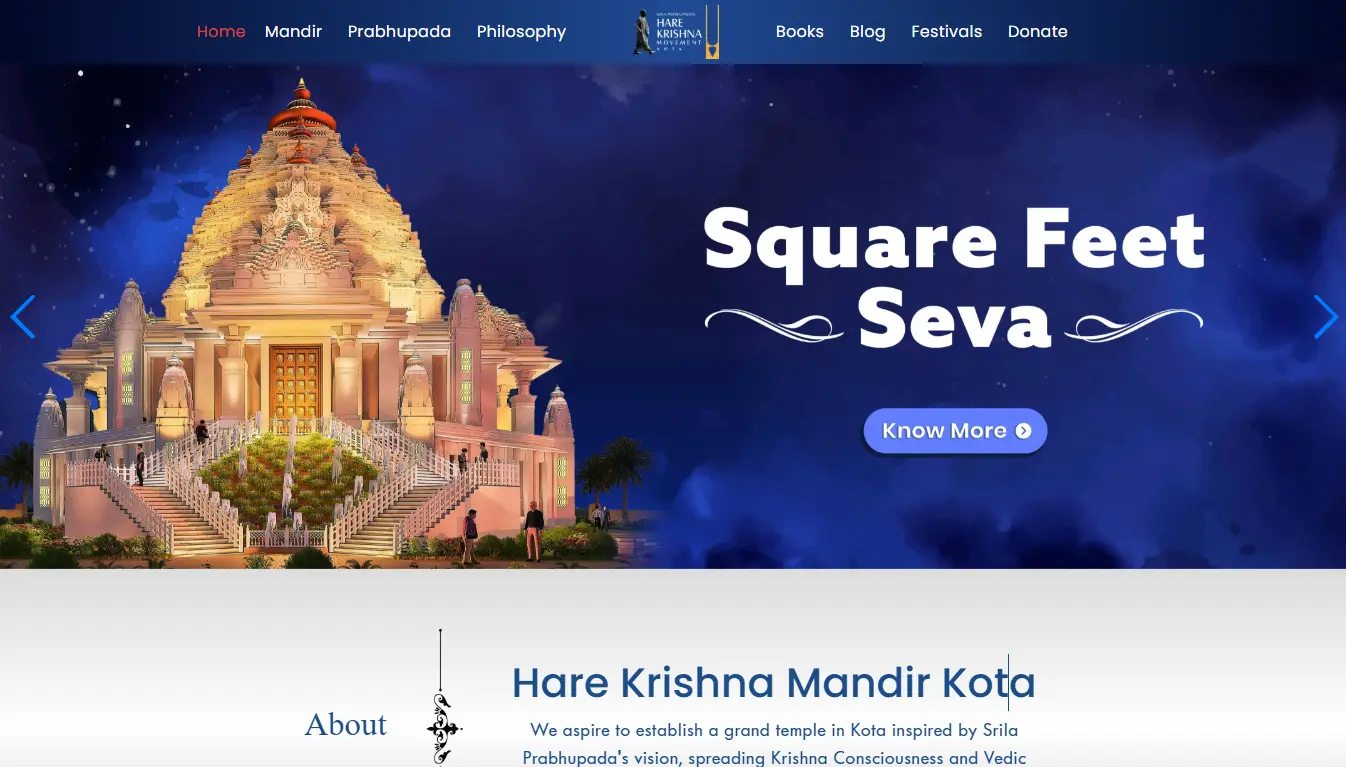 Home Mandir Prabhupada Philosophy
HARE
KRISHNA
MOVEMENT
KOTA
Books Blog Festivals Donate
Square Feet
Seva
Know More
About
Hare Krishna Mandir Kota
We aspire to establish a grand temple in Kota inspired by Srila
Prabhupada's vision, spreading Krishna Consciousness and Vedic